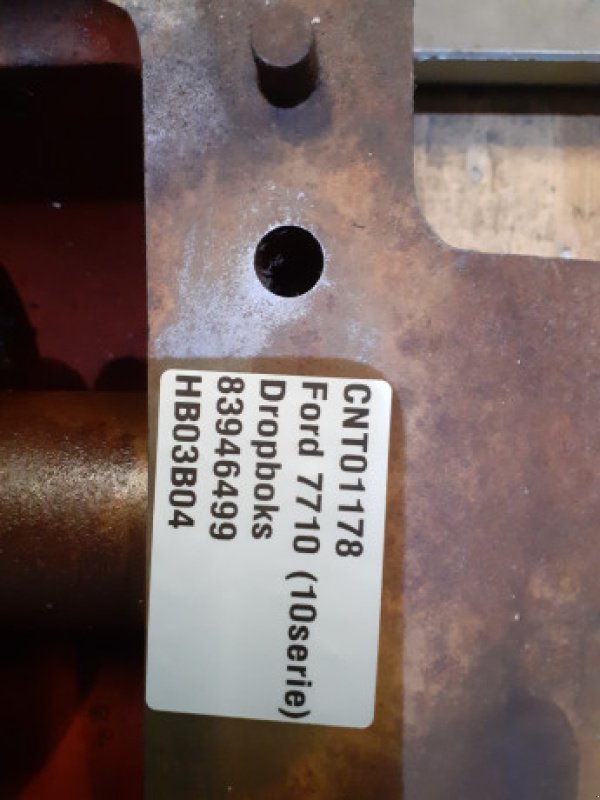 CNT01178
Ford 7710 (10serie)
Dropboks
83946499
HB03B04